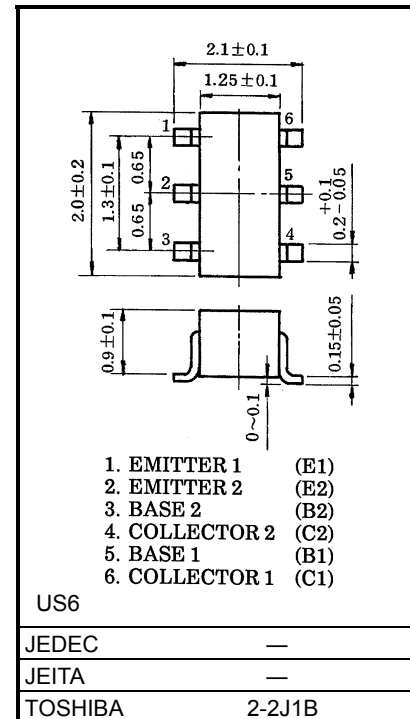 2.1±0.1
1.25±0.1
1
6
2.0±0.2
1.3±0.1
0.65
2
5
+0.1
0.2-0.05
0.65
3
4
0.9±0.1
0.15±0.05
0~0.1
1. EMITTER 1 (E1)
2. EMITTER 2 (E2)
3. BASE 2 (B2)
4. COLLECTOR 2 (C2)
5. BASE 1 (B1)
6. COLLECTOR 1 (C1)
US6
JEDEC —
JEITA —
TOSHIBA 2-2J1B